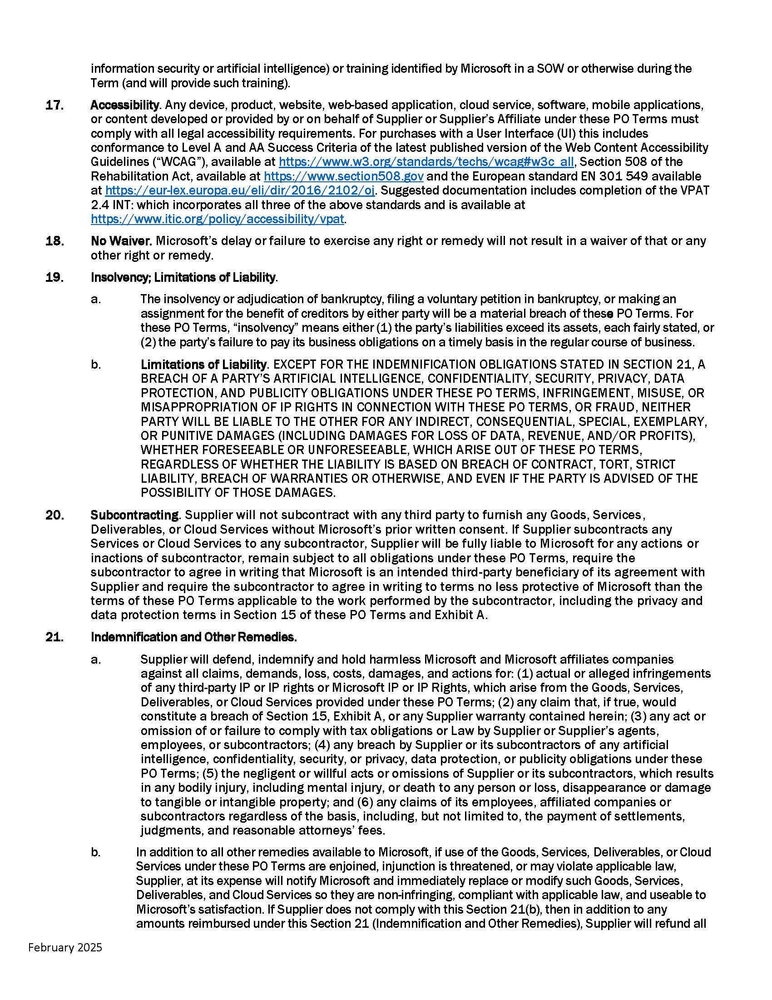 information security or artificial intelligence) or training identified by Microsoft in a SOW or otherwise during the
Term (and will provide such training).
17. Accessibility. Any device, product, website, web-based application, cloud service, software, mobile applications,
or content developed or provided by or on behalf of Supplier or Supplier’s Affiliate under these PO Terms must
comply with all legal accessibility requirements. For purchases with a User Interface (UI) this includes
conformance to Level A and AA Success Criteria of the latest published version of the Web Content Accessibility
Guidelines (“WCAG”), available at https://www.w3.org/standards/techs/wcag#w3c_all, Section 508 of the
Rehabilitation Act, available at https://www.section508.gov and the European standard EN 301 549 available
at https://eur-lex.europa.eu/eli/dir/2016/2102/oj. Suggested documentation includes completion of the VPAT
2.4 INT: which incorporates all three of the above standards and is available at
https://www.itic.org/policy/accessibility/vpat.
18. No Waiver. Microsoft’s delay or failure to exercise any right or remedy will not result in a waiver of that or any
other right or remedy.
19. Insolvency; Limitations of Liability.
a. The insolvency or adjudication of bankruptcy, filing a voluntary petition in bankruptcy, or making an
assignment for the benefit of creditors by either party will be a material breach of these PO Terms. For
these PO Terms, “insolvency” means either (1) the party’s liabilities exceed its assets, each fairly stated, or
(2) the party’s failure to pay its business obligations on a timely basis in the regular course of business.
b. Limitations of Liability. EXCEPT FOR THE INDEMNIFICATION OBLIGATIONS STATED IN SECTION 21, A
BREACH OF A PARTY’S ARTIFICIAL INTELLIGENCE, CONFIDENTIALITY, SECURITY, PRIVACY, DATA
PROTECTION, AND PUBLICITY OBLIGATIONS UNDER THESE PO TERMS, INFRINGEMENT, MISUSE, OR
MISAPPROPRIATION OF IP RIGHTS IN CONNECTION WITH THESE PO TERMS, OR FRAUD, NEITHER
PARTY WILL BE LIABLE TO THE OTHER FOR ANY INDIRECT, CONSEQUENTIAL, SPECIAL, EXEMPLARY,
OR PUNITIVE DAMAGES (INCLUDING DAMAGES FOR LOSS OF DATA, REVENUE, AND/OR PROFITS),
WHETHER FORESEEABLE OR UNFORESEEABLE, WHICH ARISE OUT OF THESE PO TERMS,
REGARDLESS OF WHETHER THE LIABILITY IS BASED ON BREACH OF CONTRACT, TORT, STRICT
LIABILITY, BREACH OF WARRANTIES OR OTHERWISE, AND EVEN IF THE PARTY IS ADVISED OF THE
POSSIBILITY OF THOSE DAMAGES.
20. Subcontracting. Supplier will not subcontract with any third party to furnish any Goods, Services,
Deliverables, or Cloud Services without Microsoft’s prior written consent. If Supplier subcontracts any
Services or Cloud Services to any subcontractor, Supplier will be fully liable to Microsoft for any actions or
inactions of subcontractor, remain subject to all obligations under these PO Terms, require the
subcontractor to agree in writing that Microsoft is an intended third-party beneficiary of its agreement with
Supplier and require the subcontractor to agree in writing to terms no less protective of Microsoft than the
terms of these PO Terms applicable to the work performed by the subcontractor, including the privacy and
data protection terms in Section 15 of these PO Terms and Exhibit A.
21. Indemnification and Other Remedies.
a. Supplier will defend, indemnify and hold harmless Microsoft and Microsoft affiliates companies
against all claims, demands, loss, costs, damages, and actions for: (1) actual or alleged infringements
of any third-party IP or IP rights or Microsoft IP or IP Rights, which arise from the Goods, Services,
Deliverables, or Cloud Services provided under these PO Terms; (2) any claim that, if true, would
constitute a breach of Section 15, Exhibit A, or any Supplier warranty contained herein; (3) any act or
omission of or failure to comply with tax obligations or Law by Supplier or Supplier’s agents,
employees, or subcontractors; (4) any breach by Supplier or its subcontractors of any artificial
intelligence, confidentiality, security, or privacy, data protection, or publicity obligations under these
PO Terms; (5) the negligent or willful acts or omissions of Supplier or its subcontractors, which results
in any bodily injury, including mental injury, or death to any person or loss, disappearance or damage
to tangible or intangible property; and (6) any claims of its employees, affiliated companies or
subcontractors regardless of the basis, including, but not limited to, the payment of settlements,
judgments, and reasonable attorneys’ fees.
b. In addition to all other remedies available to Microsoft, if use of the Goods, Services, Deliverables, or Cloud
Services under these PO Terms are enjoined, injunction is threatened, or may violate applicable law,
Supplier, at its expense will notify Microsoft and immediately replace or modify such Goods, Services,
Deliverables, and Cloud Services so they are non-infringing, compliant with applicable law, and useable to
Microsoft’s satisfaction. If Supplier does not comply with this Section 21(b), then in addition to any
amounts reimbursed under this Section 21 (Indemnification and Other Remedies), Supplier will refund all
February 2025